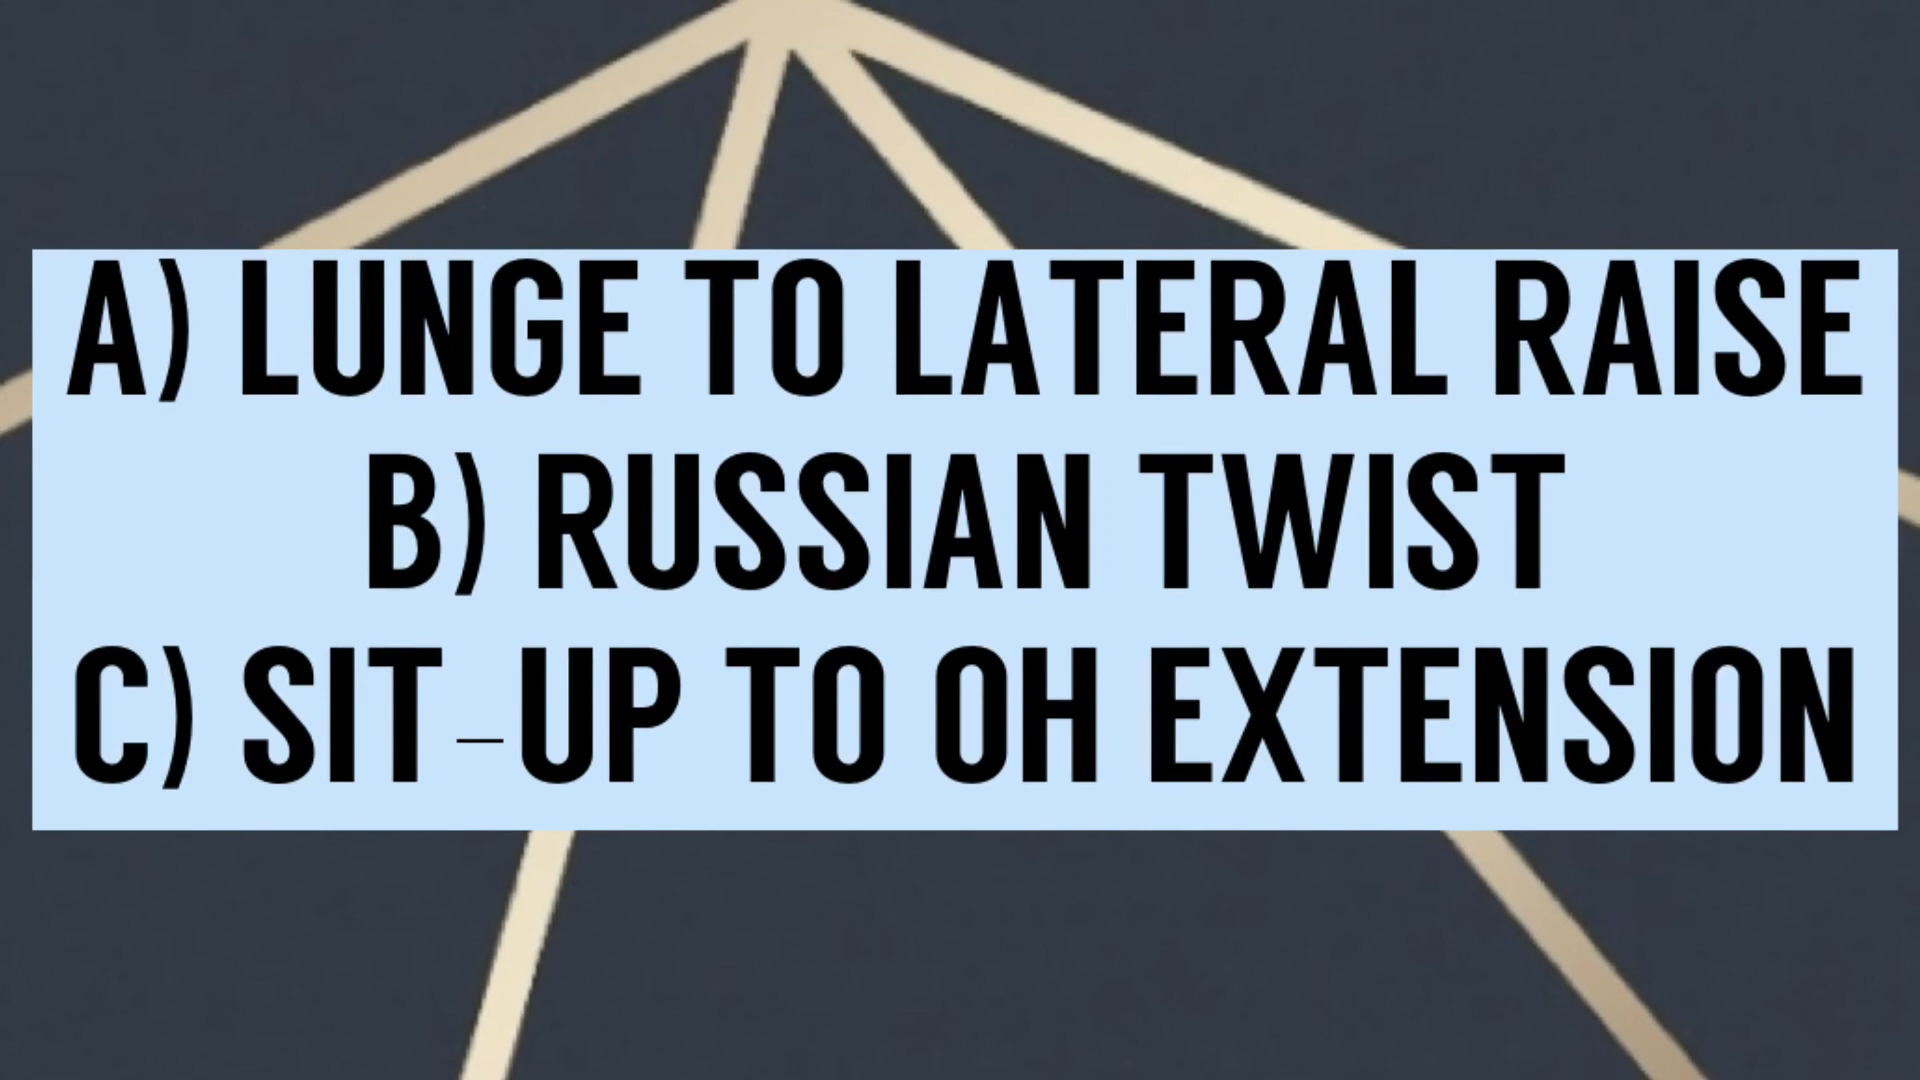 A) LUNGE TO LATERAL RAISE
B) RUSSIAN TWIST
C) SIT-UP TO OH EXTENSION